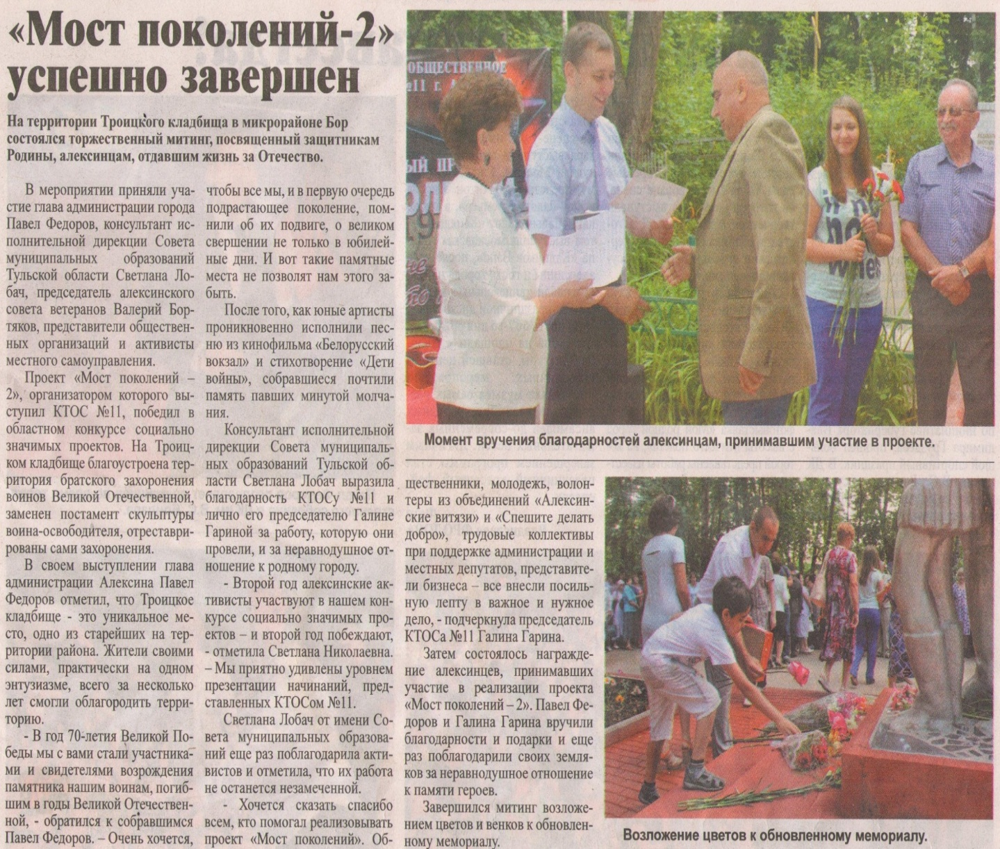 «Мост поколений-2»
успешно завершен
На территории Троицкого кладбища в микрорайоне Бор
состоялся торжественный митинг, посвященный защитникам
Родины, алексинцам, отдавшим жизнь за Отечество.
В мероприятии приняли уча-
стие глава администрации города
Павел Федоров, консультант ис-
полнительной дирекции Совета
муниципальных образований
Тульской области Светлана Ло-
бач, председатель алексинского
совета ветеранов Валерий Бор-
тяков, представители обществен-
ных организаций и активисты
местного самоуправления.
Проект «Мост поколений –
2», организатором которого вы-
ступил КТОС №11, победил в
областном конкурсе социально
значимых проектов. На Троиц-
ком кладбище благоустроена тер-
ритория братского захоронения
воинов Великой Отечественной,
заменен постамент скульптуры
воина-освободителя, отреставри-
рованы сами захоронения.
В своем выступлении глава
администрации Алексина Павел
Федоров отметил, что Троицкое
кладбище - это уникальное ме-
сто, одно из старейших на тер-
ритории района. Жители своими
силами, практически на одном
энтузиазме, всего за несколько
лет смогли облагородить терри-
торию.
- В год 70-летия Великой По-
беды мы с вами стали участника-
ми и свидетелями возрождения
памятника нашим воинам, погиб-
шим в годы Великой Отечествен-
ной, - обратился к собравшимся
Павел Федоров. – Очень хочется,
чтобы все мы, и в первую очередь
подрастающее поколение, пом-
нили об их подвиге, о великом
свершении не только в юбилей-
ные дни. И вот такие памятные
места не позволят нам этого за-
быть.
После того, как юные артисты
проникновенно исполнили пес-
ню из кинофильма «Белорусский
вокзал» и стихотворение «Дети
войны», собравшиеся почтили
память павших минутой молча-
ния.
Консультант исполнительной
дирекции Совета муниципаль-
ных образований Тульской об-
ласти Светлана Лобач выразила
благодарность КТОСу №11 и
лично его председателю Галине
Гариной за работу, которую они
провели, и за неравнодушное от-
ношение к родному городу.
- Второй год алексинские ак-
тивисты участвуют в нашем кон-
курсе социально значимых про-
ектов – и второй год побеждают,
- отметила Светлана Николаевна.
– Мы приятно удивлены уровнем
презентации начинаний, пред-
ставленных КТОСом №11.
Светлана Лобач от имени Со-
вета муниципальных образова-
ний еще раз поблагодарила акти-
вистов и отметила, что их работа
не останется незамеченной.
- Хочется сказать спасибо
всем, кто помогал реализовывать
проект «Мост поколений». Об-
ОБЩЕСТВЕННОЕ
№11 г. А
ЫЙ ПР
Момент вручения благодарностей алексинцам, принимавшим участие в проекте.
щественники, молодежь, волон-
теры из объединений «Алексин-
ские витязи» и «Спешите делать
добро», трудовые коллективы
при поддержке администрации и
местных депутатов, представите-
ли бизнеса – все внесли посиль-
ную лепту в важное и нужное
дело, - подчеркнула председатель
КТОСа №11 Галина Гарина.
Затем состоялось награжде-
ние алексинцев, принимавших
участие в реализации проекта
«Мост поколений – 2». Павел Фе-
доров и Галина Гарина вручили
благодарности и подарки и еще
раз поблагодарили своих земля-
ков за неравнодушное отношение
к памяти героев.
Завершился митинг возложе-
нием цветов и венков к обновлен-
ному мемориалу.
Возложение цветов к обновленному мемориалу.